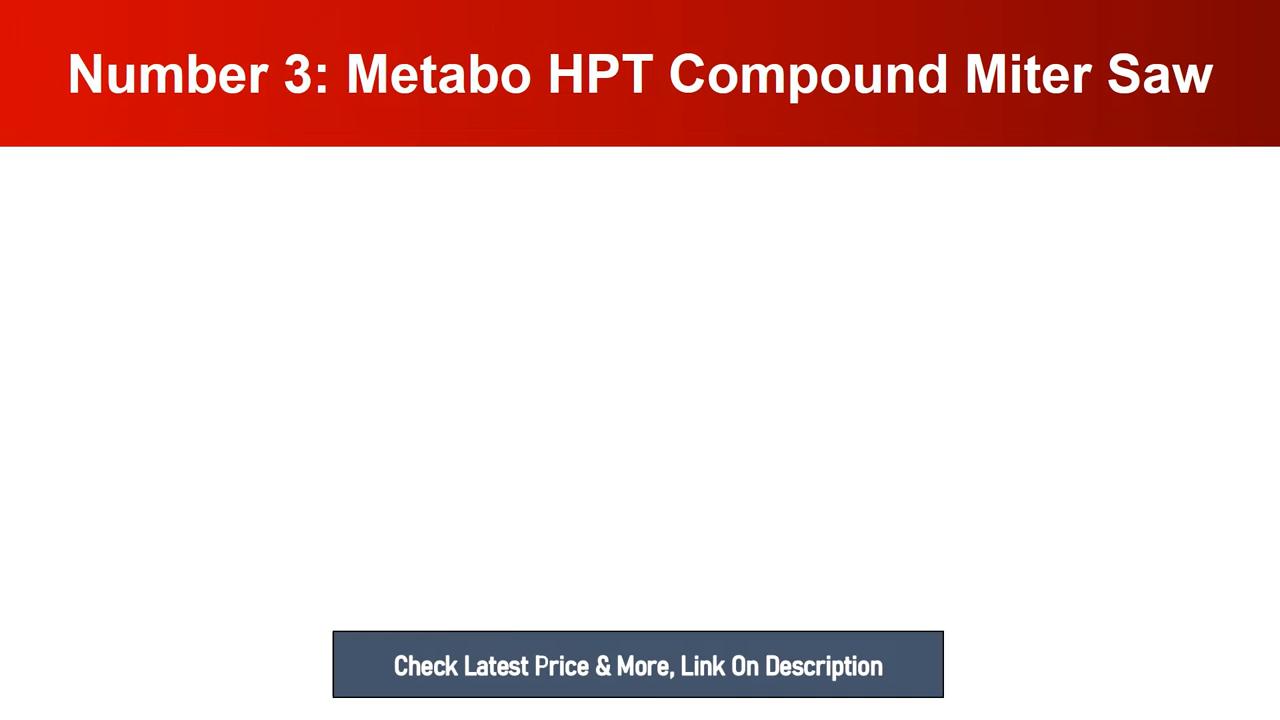 Number 3: Metabo HPT Compound Miter Saw
Check Latest Price & More, Link On Description